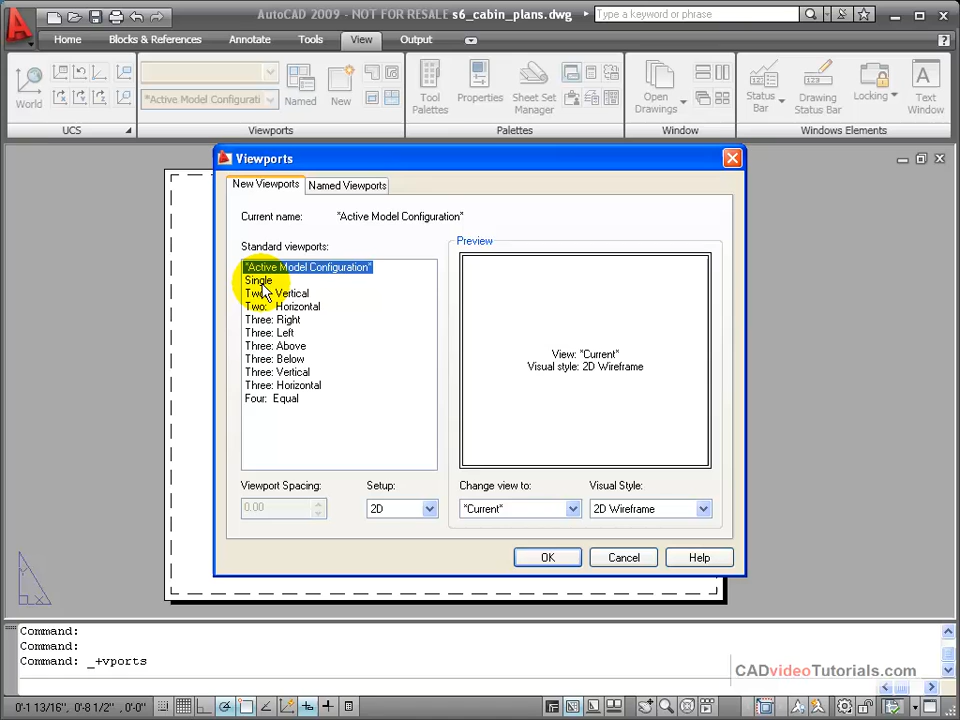 AutoCAD 2009 - NOT FOR RESALE s6_cabin_plans.dwg
Type a keyword or phrase
Home Blocks & References Annotate Tools View Output
World
"Active Model Configurati
Named New
Tool Palettes
Properties
Sheet Set Manager
Open Drawings
Status Bar
Drawing Status Bar
Locking
Text Window
UCS Viewports Palettes Window Windows Elements
Viewports
New Viewports Named Viewports
Current name: *Active Model Configuration*
Standard viewports:
Preview
*Active Model Configuration*
Single
Two: Vertical
Two: Horizontal
Three: Right
Three: Left
Three: Above
Three: Below
Three: Vertical
Three: Horizontal
Four: Equal
View: *Current*
Visual style: 2D Wireframe
Viewport Spacing: Setup: Change view to: Visual Style:
0.00 2D *Current* 2D Wireframe
OK Cancel Help
Command:
Command:
Command: _+vports
CADvideoTutorials.com
0'-1 13/16", 0'-8 1/2" , 0'-0"